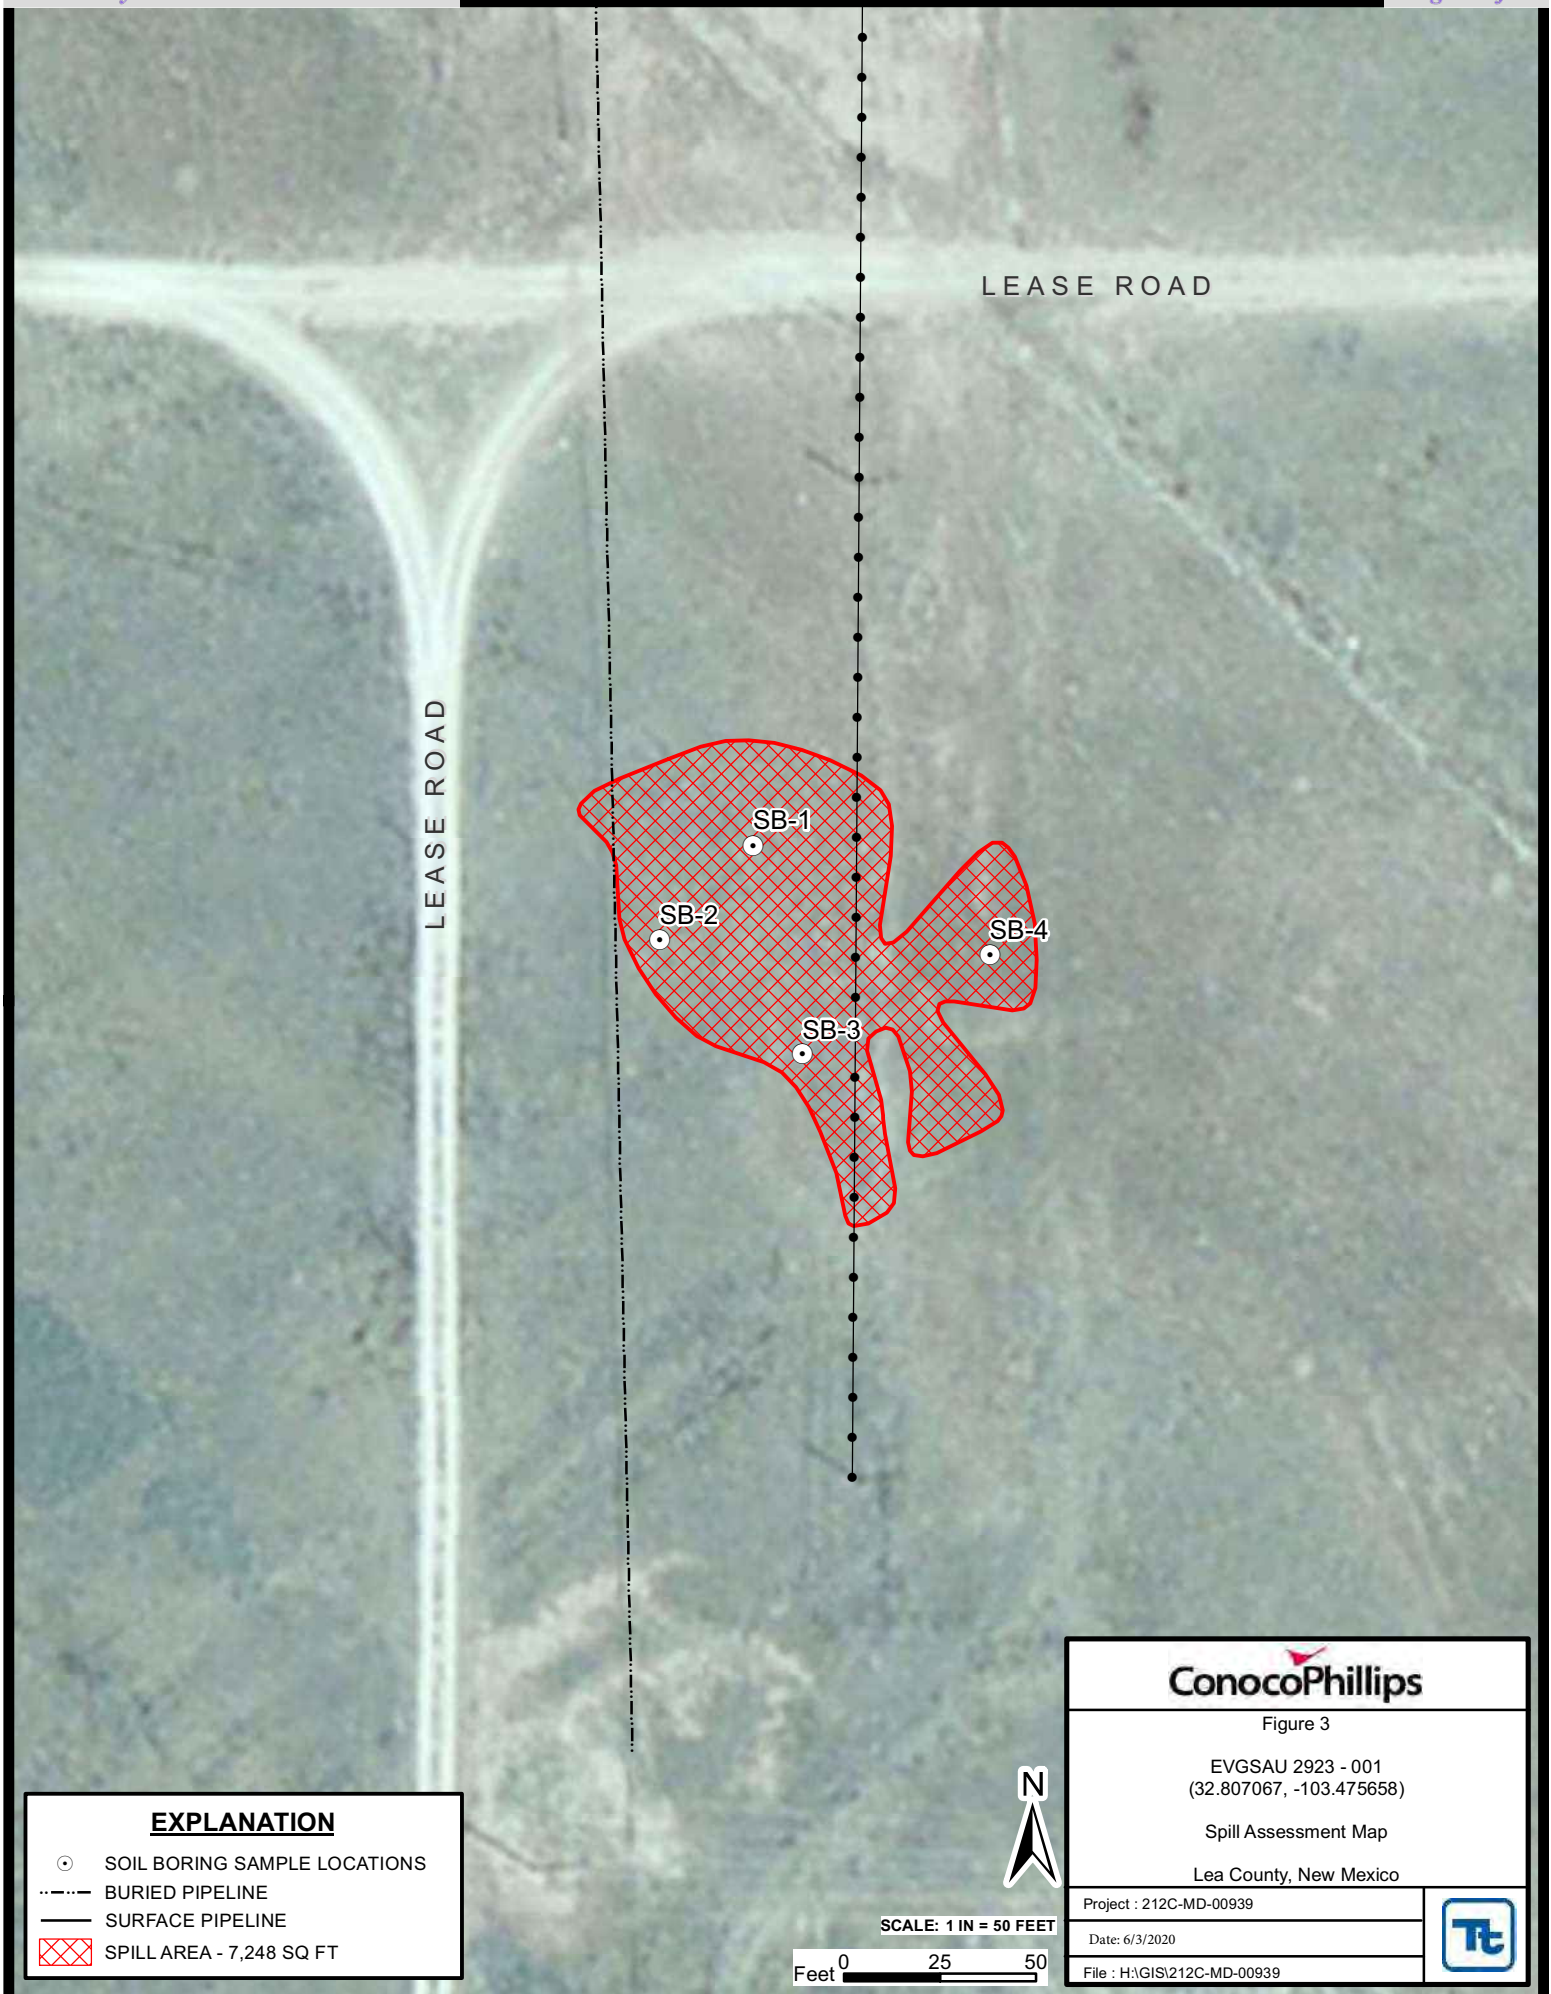 LEASE ROAD
LEASE ROAD
SB-1
SB-2
SB-4
SB-3
ConocoPhillips
Figure 3
EVGSAU 2923 - 001
(32.807067, -103.475658)
Spill Assessment Map
Lea County, New Mexico
Project : 212C-MD-00939
Date: 6/3/2020
File : H:\GIS\212C-MD-00939
Tt
N
SCALE: 1 IN = 50 FEET
Feet 0 25 50
EXPLANATION
SOIL BORING SAMPLE LOCATIONS
BURIED PIPELINE
SURFACE PIPELINE
SPILL AREA - 7,248 SQ FT